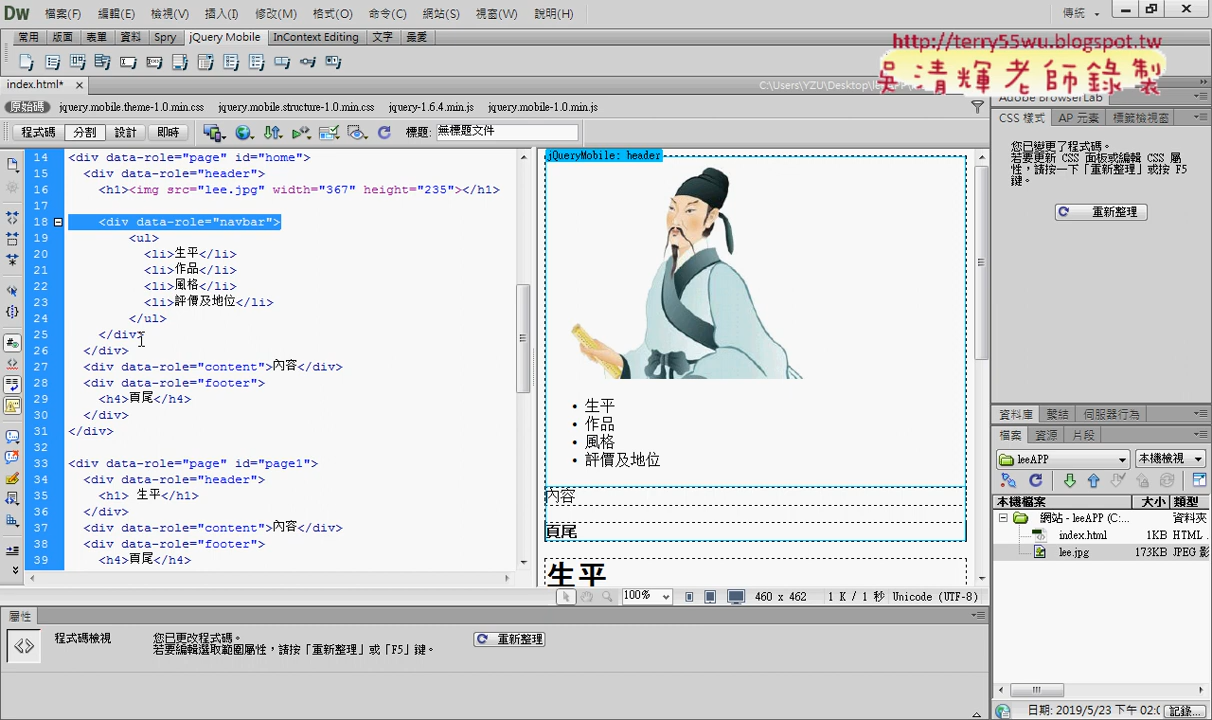 Dw 檔案(F) 編輯(E) 檢視(V) 插入(I) 修改(M) 格式(O) 命令(C) 網站(S) 視窗(W) 說明(H) 傳統
常用 版面 表單 資料 Spry jQuery Mobile InContext Editing 文字 最愛
http://terry55wu.blogspot.tw
吳清輝老師錄製
index.html*
原始碼 jquery.mobile.theme-1.0.min.css jquery.mobile.structure-1.0.min.css jquery-1.6.4.min.js jquery.mobile-1.0.min.js
程式碼 分割 設計 即時 標題: 無標題文件
14 <div data-role="page" id="home">
15 <div data-role="header">
16 <h1><img src="lee.jpg" width="367" height="235"></h1>
17
18 <div data-role="navbar">
19 <ul>
20 <li>生平</li>
21 <li>作品</li>
22 <li>風格</li>
23 <li>評價及地位</li>
24 </ul>
25 </div>
26 </div>
27 <div data-role="content">內容</div>
28 <div data-role="footer">
29 <h4>頁尾</h4>
30 </div>
31 </div>
32
33 <div data-role="page" id="page1">
34 <div data-role="header">
35 <h1> 生平</h1>
36 </div>
37 <div data-role="content">內容</div>
38 <div data-role="footer">
39 <h4>頁尾</h4>
jQueryMobile: header
• 生平
• 作品
• 風格
• 評價及地位
內容
頁尾
生平
100% 460 x 462 1 K / 1 秒 Unicode (UTF-8)
Adobe BrowserLab
CSS 樣式 AP 元素 標籤檢視窗
您已變更了程式碼。
若要更新 CSS 面板或編輯 CSS 屬
性，請按一下「重新整理」或按 F5
鍵。
重新整理
資料庫 繫結 伺服器行為
檔案 資源 片段
leeAPP 本機檢視
本機檔案 大小 類型
網站 - leeAPP (C:... 資料夾
index.html 1KB HTML
lee.jpg 173KB JPEG 影
日期: 2019/5/23 下午 02:0 記錄...
屬性
程式碼檢視 您已更改程式碼。
若要編輯選取範圍屬性，請按「重新整理」或「F5」鍵。
重新整理